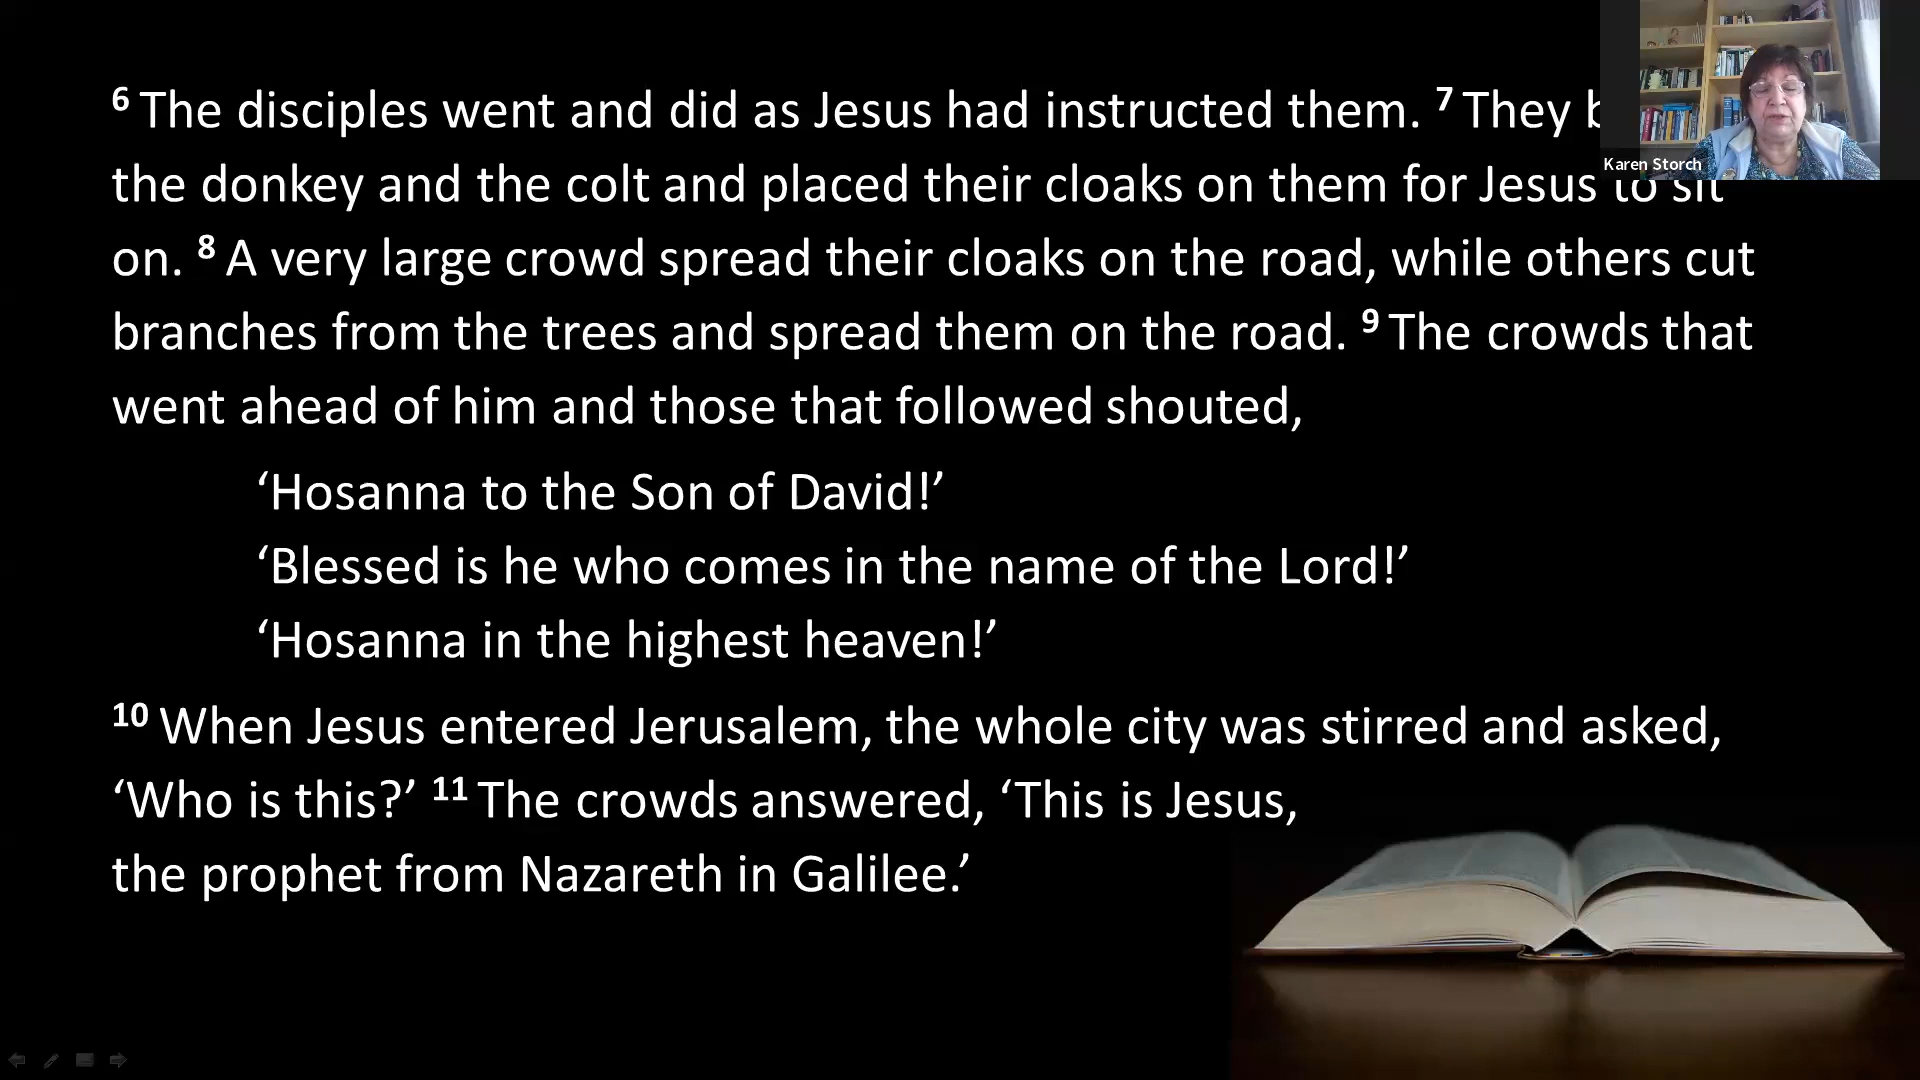 6 The disciples went and did as Jesus had instructed them. 7 They
the donkey and the colt and placed their cloaks on them for Jesus to sit
on. 8 A very large crowd spread their cloaks on the road, while others cut
branches from the trees and spread them on the road. 9 The crowds that
went ahead of him and those that followed shouted,
‘Hosanna to the Son of David!’
‘Blessed is he who comes in the name of the Lord!’
‘Hosanna in the highest heaven!’
10 When Jesus entered Jerusalem, the whole city was stirred and asked,
‘Who is this?’ 11 The crowds answered, ‘This is Jesus,
the prophet from Nazareth in Galilee.’
Karen Storch